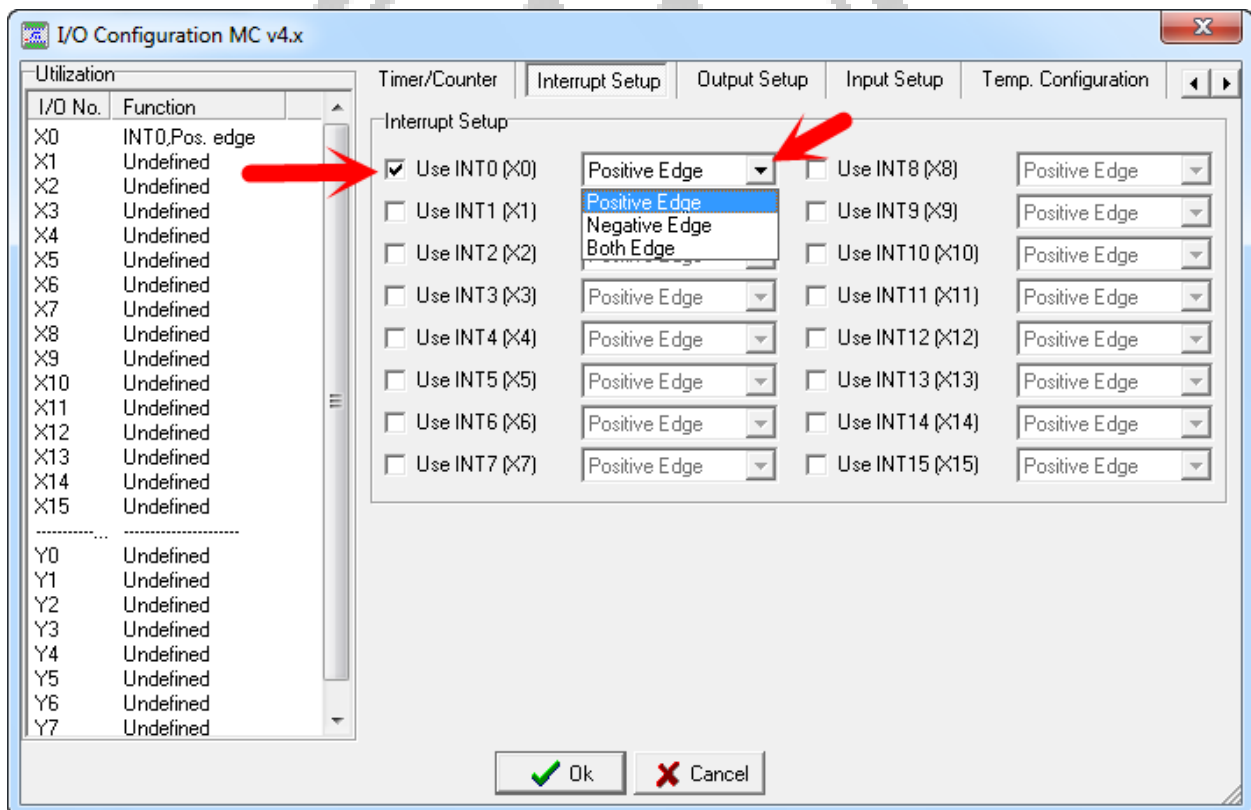 I/O Configuration MC v4.x
Utilization
I/O No. Function
X0 INT0,Pos. edge
X1 Undefined
X2 Undefined
X3 Undefined
X4 Undefined
X5 Undefined
X6 Undefined
X7 Undefined
X8 Undefined
X9 Undefined
X10 Undefined
X11 Undefined
X12 Undefined
X13 Undefined
X14 Undefined
X15 Undefined
-----------... ----------------------
Y0 Undefined
Y1 Undefined
Y2 Undefined
Y3 Undefined
Y4 Undefined
Y5 Undefined
Y6 Undefined
Y7 Undefined
Timer/Counter Interrupt Setup Output Setup Input Setup Temp. Configuration
Interrupt Setup
Use INT0 (X0) Positive Edge
Positive Edge
Negative Edge
Both Edge
Use INT1 (X1)
Use INT2 (X2)
Use INT3 (X3) Positive Edge
Use INT4 (X4) Positive Edge
Use INT5 (X5) Positive Edge
Use INT6 (X6) Positive Edge
Use INT7 (X7) Positive Edge
Use INT8 (X8) Positive Edge
Use INT9 (X9) Positive Edge
Use INT10 (X10) Positive Edge
Use INT11 (X11) Positive Edge
Use INT12 (X12) Positive Edge
Use INT13 (X13) Positive Edge
Use INT14 (X14) Positive Edge
Use INT15 (X15) Positive Edge
Ok Cancel